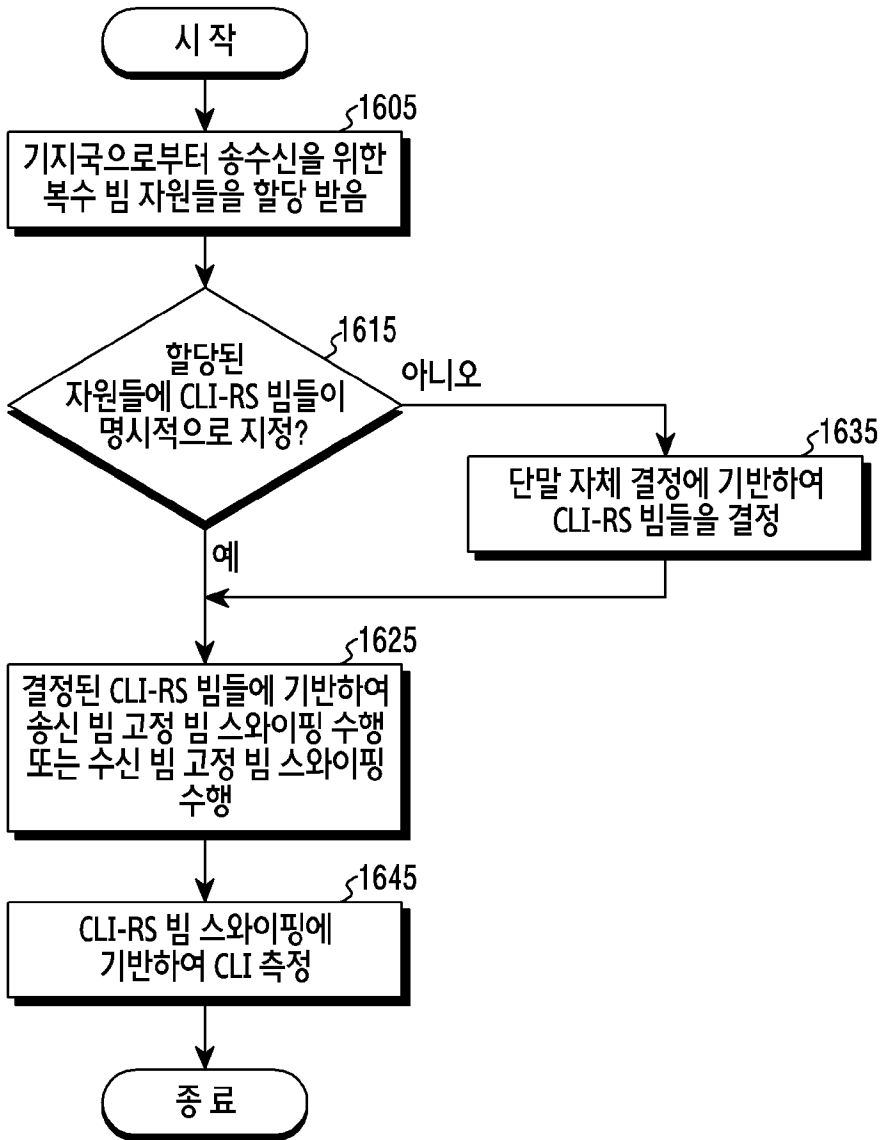 시 작
1605
기지국으로부터 송수신을 위한
복수 빔 자원들을 할당 받음
1615
할당된
자원들에 CLI-RS 빔들이
명시적으로 지정?
아니오
1635
단말 자체 결정에 기반하여
CLI-RS 빔들을 결정
예
1625
결정된 CLI-RS 빔들에 기반하여
송신 빔 고정 빔 스와이핑 수행
또는 수신 빔 고정 빔 스와이핑
수행
1645
CLI-RS 빔 스와이핑에
기반하여 CLI 측정
종 료